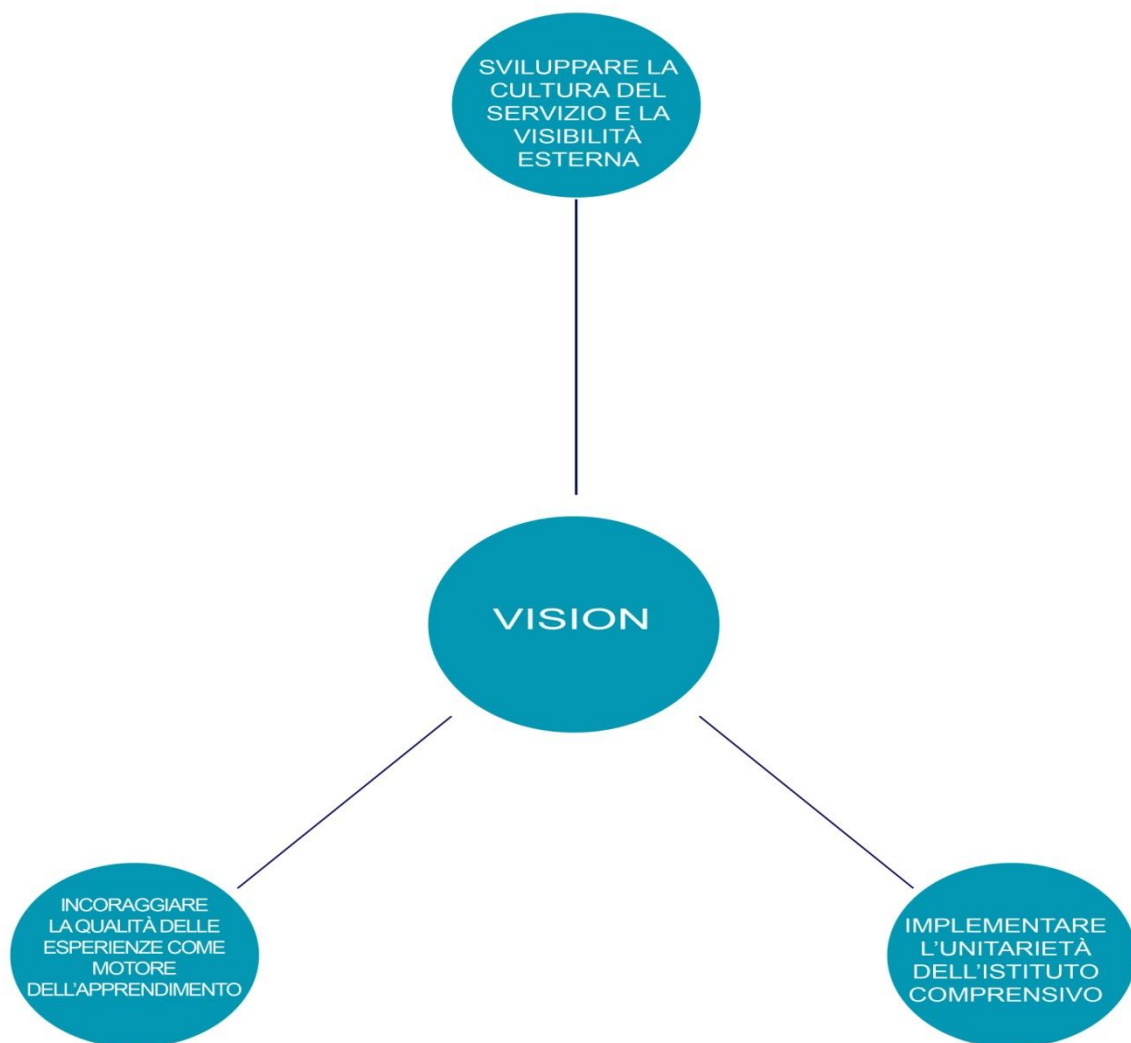 SVILUPPARE LA
CULTURA DEL
SERVIZIO E LA
VISIBILITÀ
ESTERNA
VISION
INCORAGGIARE
LA QUALITÀ DELLE
ESPERIENZE COME
MOTORE
DELL'APPRENDIMENTO
IMPLEMENTARE
L'UNITARIETÀ
DELL'ISTITUTO
COMPRENSIVO